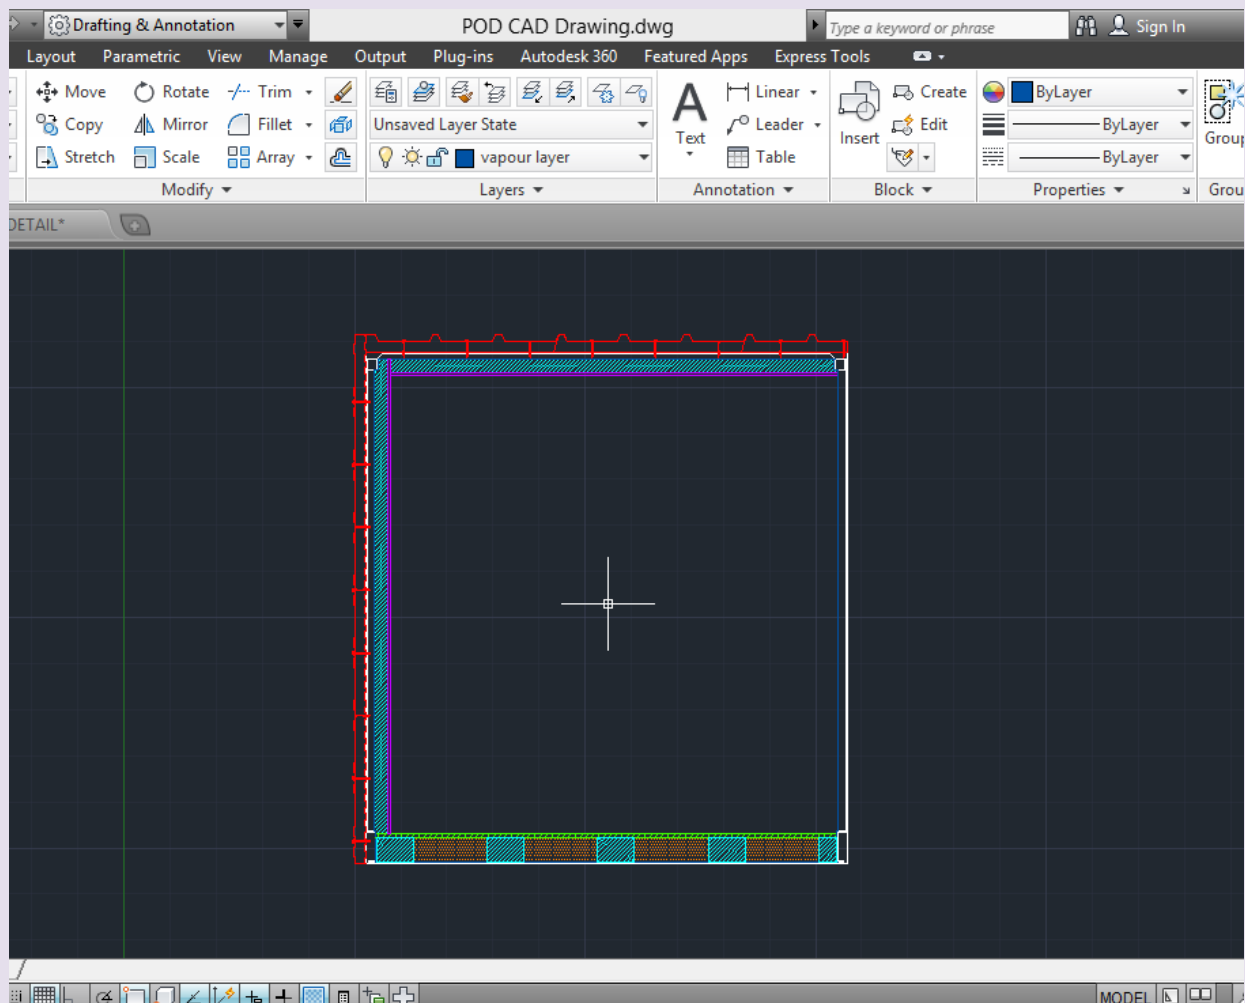 Drafting & Annotation POD CAD Drawing.dwg Type a keyword or phrase Sign In
Layout Parametric View Manage Output Plug-ins Autodesk 360 Featured Apps Express Tools
Move Rotate Trim Linear Create ByLayer
Copy Mirror Fillet Unsaved Layer State Text Leader Insert Edit ByLayer Group
Stretch Scale Array vapour layer Table ByLayer
Modify Layers Annotation Block Properties Grou
DETAIL*
MODEL